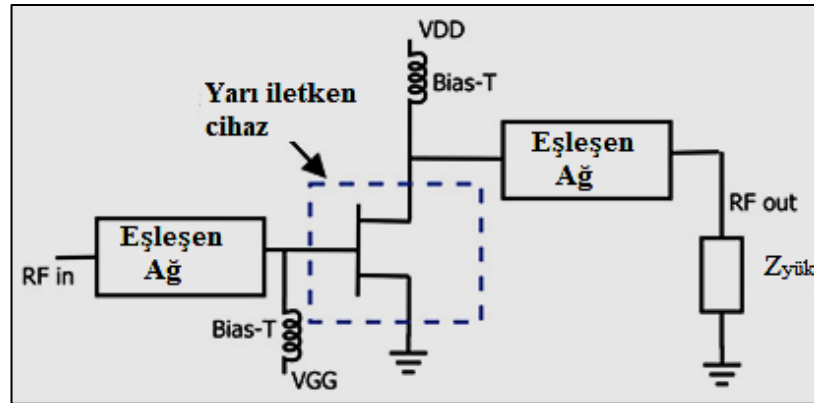 VDD
Bias-T
Yarı iletken
cihaz
Eşleşen
Ağ
RF out
Zyük
Eşleşen
Ağ
RF in
Bias-T
VGG